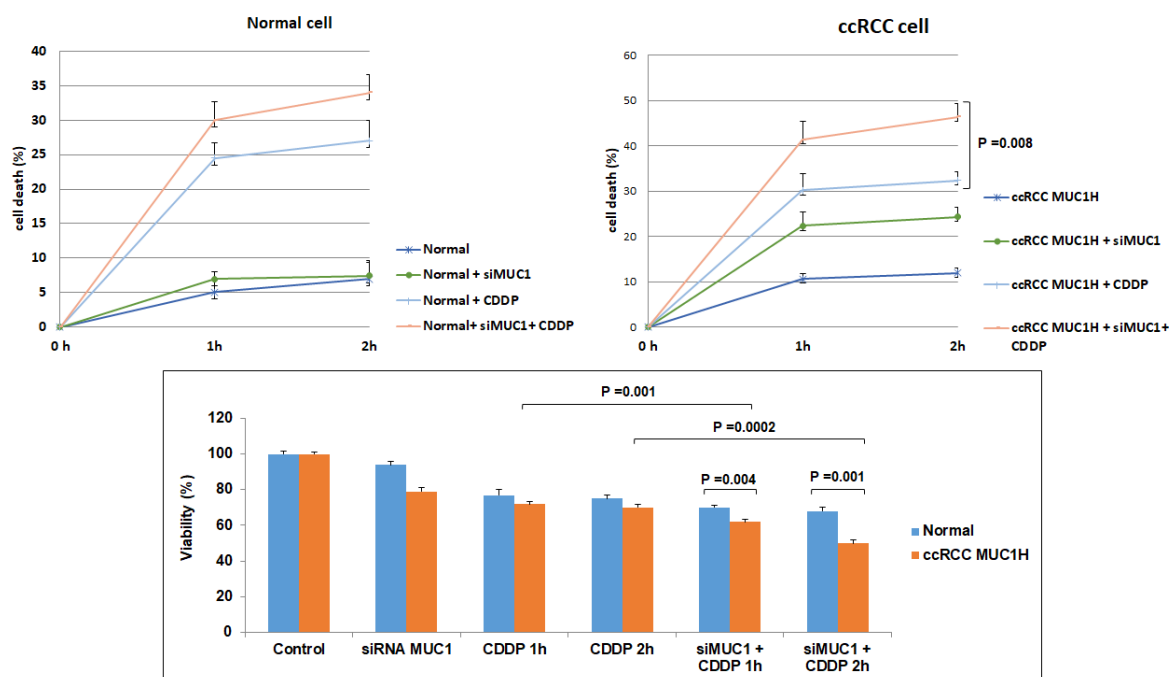 Normal cell
40
35
30
25
20
15
10
5
0
cell death (%)
0 h
1h
2h
Normal
Normal + siMUC1
Normal + CDDP
Normal+ siMUC1+ CDDP
ccRCC cell
60
50
40
30
20
10
0
cell death (%)
0 h
1h
2h
P =0.008
ccRCC MUC1H
ccRCC MUC1H + siMUC1
ccRCC MUC1H + CDDP
ccRCC MUC1H + siMUC1+
CDDP
P =0.001
P =0.0002
P =0.004
P =0.001
120
100
80
60
40
20
0
Viability (%)
Control
siRNA MUC1
CDDP 1h
CDDP 2h
siMUC1 +
CDDP 1h
siMUC1 +
CDDP 2h
Normal
ccRCC MUC1H